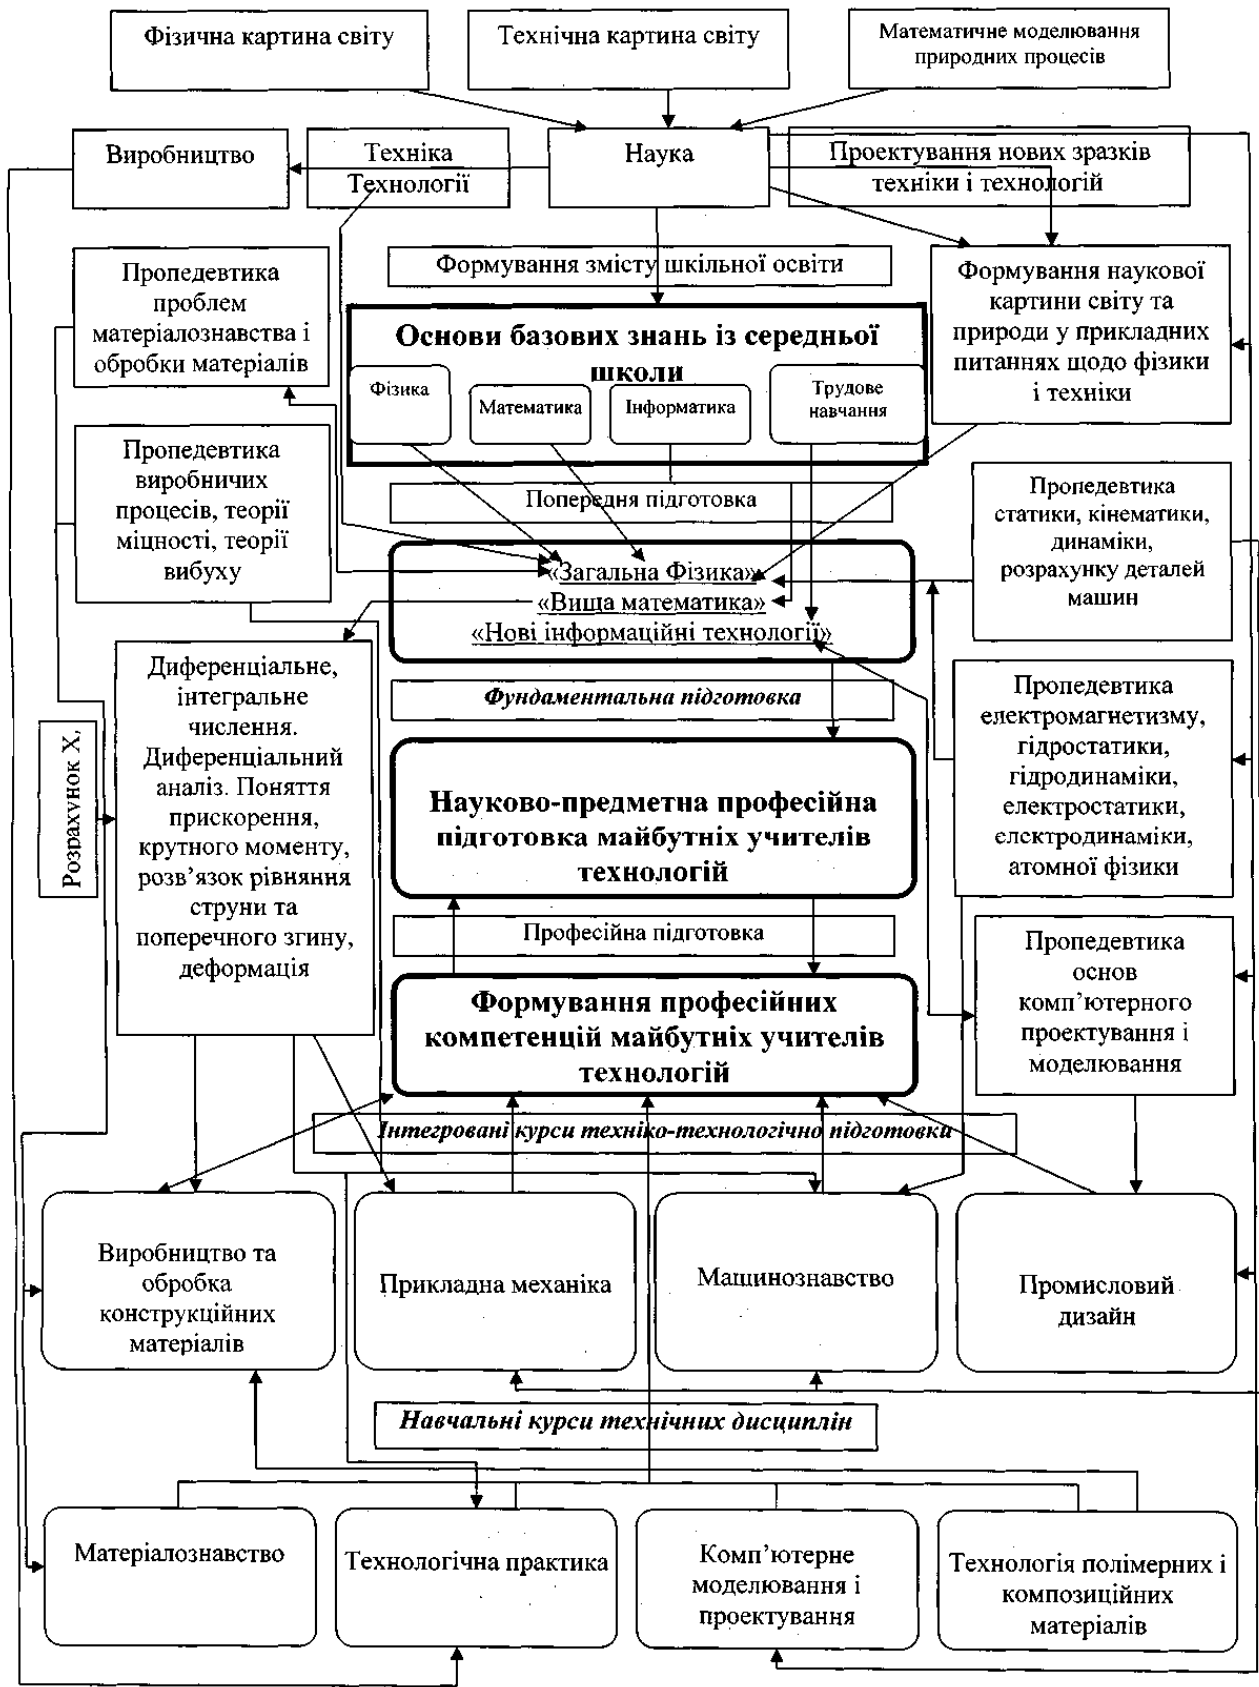 Фізична картина світу
Технічна картина світу
Математичне моделювання
природних процесів
Виробництво
Техніка
Технології
Наука
Проектування нових зразків
техніки і технологій
Формування змісту шкільної освіти
Пропедевтика
проблем
матеріалознавства і
обробки матеріалів
Формування наукової
картини світу та
природи у прикладних
питаннях щодо фізики
і техніки
Основи базових знань із середньої
школи
Фізика
Математика
Інформатика
Трудове
навчання
Пропедевтика
виробничих
процесів, теорії
міцності, теорії
вибуху
Попередня підготовка
Пропедевтика
статики, кінематики,
динаміки,
розрахунку деталей
машин
«Загальна Фізика»
«Вища математика»
«Нові інформаційні технології»
Фундаментальна підготовка
Диференціальне,
інтегральне
числення.
Диференціальний
аналіз. Поняття
прискорення,
крутного моменту,
розв’язок рівняння
струни та
поперечного згину,
деформація
Розрахунок X,
Пропедевтика
електромагнетизму,
гідростатики,
гідродинаміки,
електростатики,
елсктродинаміки,
атомної фізики
Науково-предметна професійна
підготовка майбутніх учителів
технологій
Професійна підготовка
Формування професійних
компетенцій майбутніх учителів
технологій
Пропедевтика
основ
комп’ютерного
проектування і
моделювання
Інтегровані курси техніко-технологічно підготовки
Виробництво та
обробка
конструкційних
матеріалів
Прикладна механіка
Машинознавство
Промисловий
дизайн
Навчальні курси технічних дисциплін
Матеріалознавство
Технологічна практика
Комп’ютерне
моделювання і
проектування
Технологія полімерних і
композиційних
матеріалів